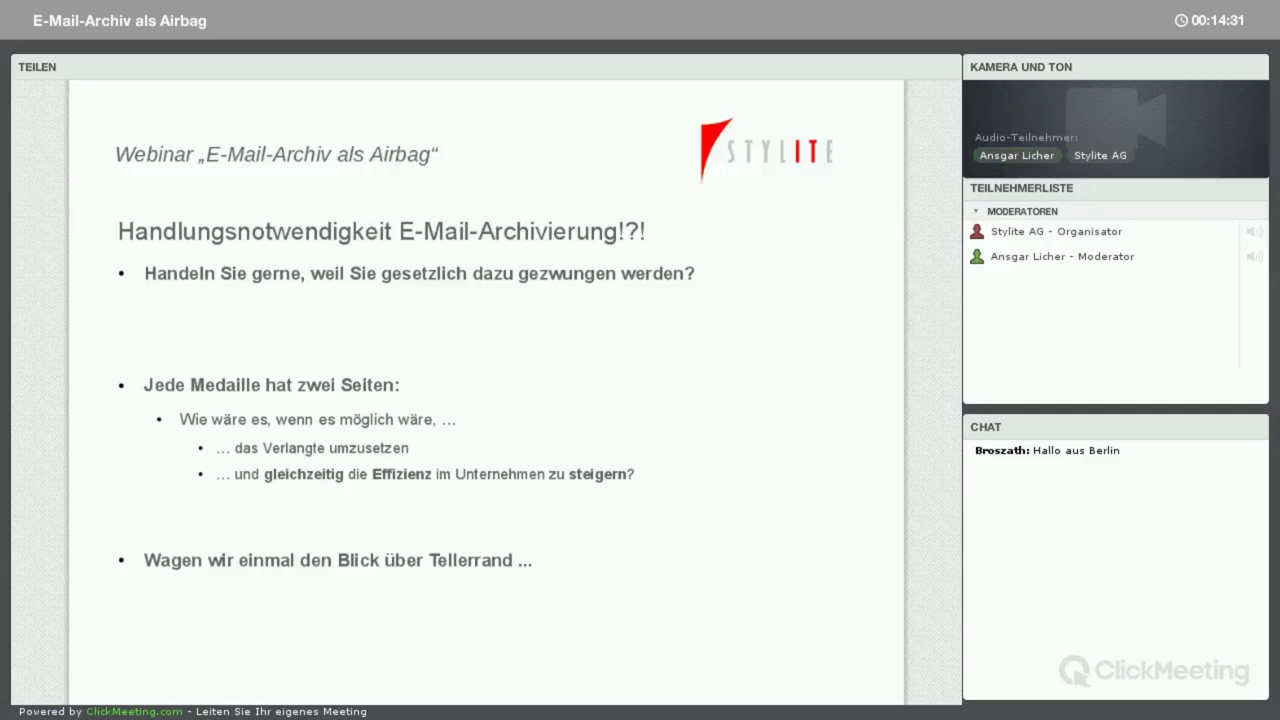 E-Mail-Archiv als Airbag
00:14:31
TEILEN
Webinar „E-Mail-Archiv als Airbag“
STYLITE
Handlungsnotwendigkeit E-Mail-Archivierung!?!
• Handeln Sie gerne, weil Sie gesetzlich dazu gezwungen werden?
• Jede Medaille hat zwei Seiten:
• Wie wäre es, wenn es möglich wäre, …
• … das Verlangte umzusetzen
• … und gleichzeitig die Effizienz im Unternehmen zu steigern?
• Wagen wir einmal den Blick über Tellerrand ...
KAMERA UND TON
Audio-Teilnehmer:
Ansgar Licher Stylite AG
TEILNEHMERLISTE
MODERATOREN
Stylite AG - Organisator
Ansgar Licher - Moderator
CHAT
Broszath: Hallo aus Berlin
ClickMeeting
Powered by ClickMeeting.com - Leiten Sie Ihr eigenes Meeting